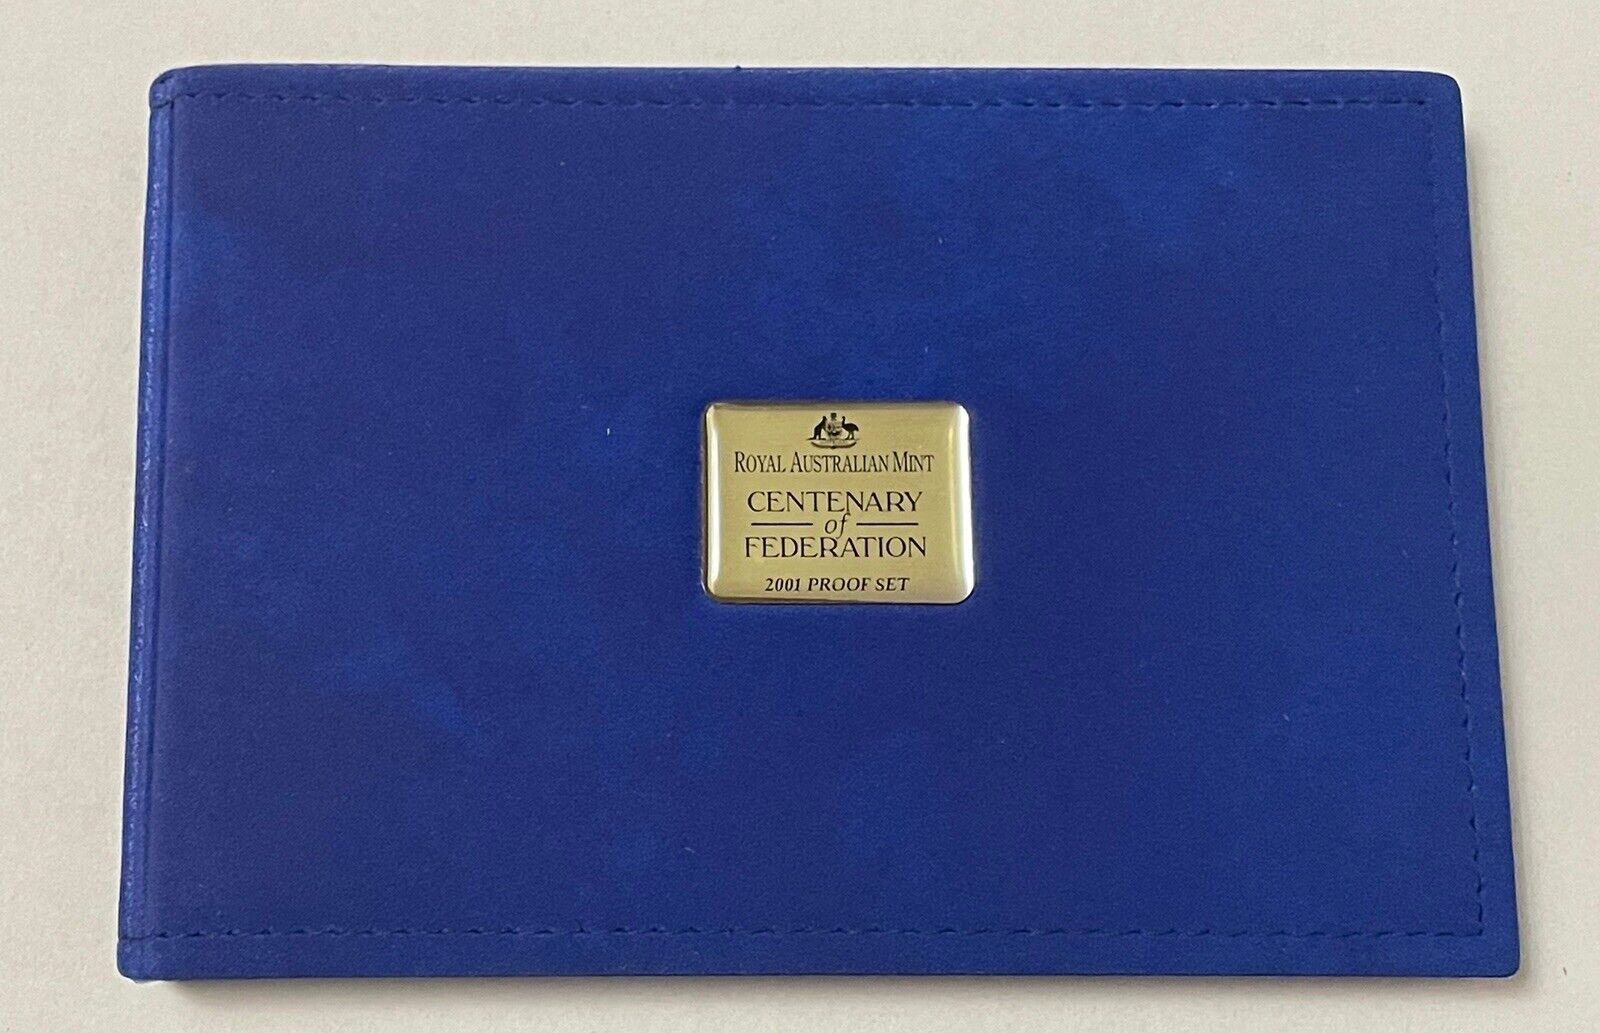 ROYAL AUSTRALIAN MINT
CENTENARY
of
FEDERATION
2001 PROOF SET